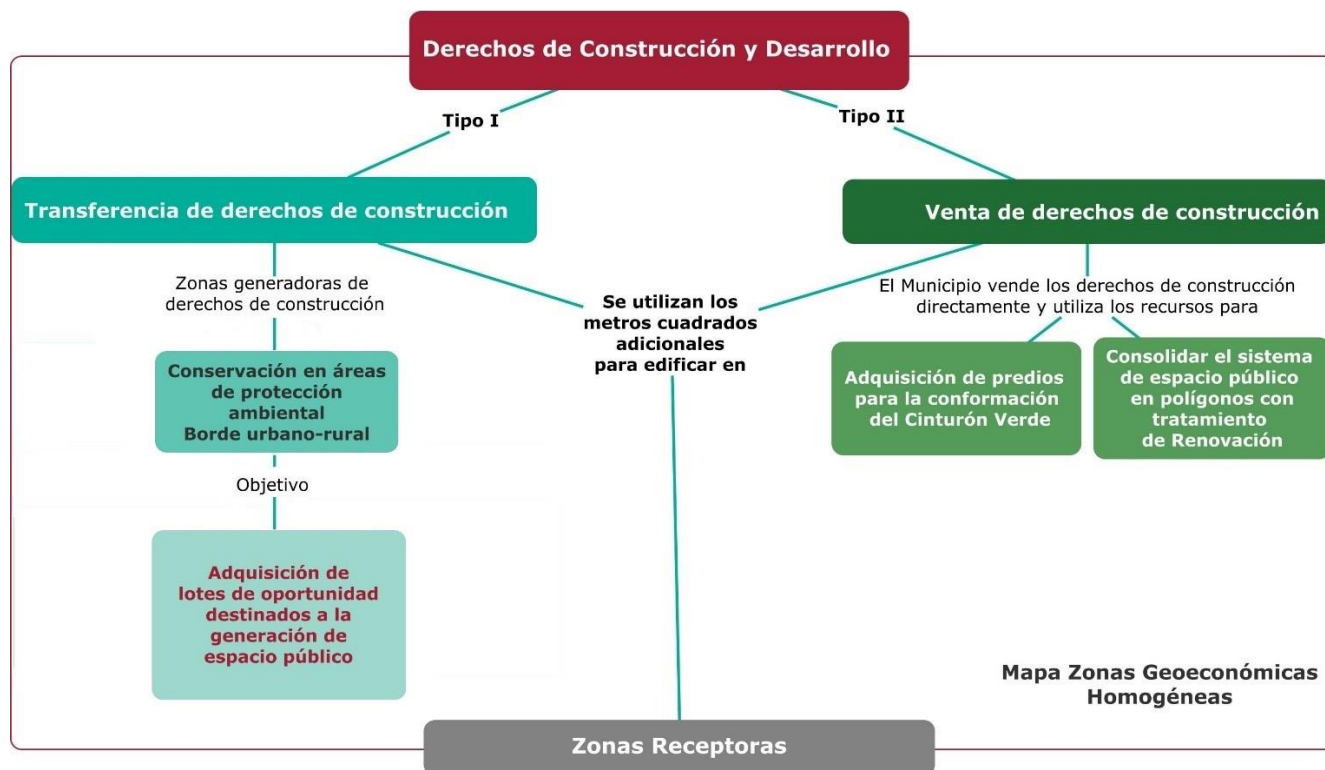 Derechos de Construcción y Desarrollo
Tipo I
Tipo II
Transferencia de derechos de construcción
Venta de derechos de construcción
Zonas generadoras de
derechos de construcción
Se utilizan los
metros cuadrados
adicionales
para edificar en
El Municipio vende los derechos de construcción
directamente y utiliza los recursos para
Conservación en áreas
de protección
ambiental
Borde urbano-rural
Adquisición de predios
para la conformación
del Cinturón Verde
Consolidar el sistema
de espacio público
en polígonos con
tratamiento
de Renovación
Objetivo
Adquisición de
lotes de oportunidad
destinados a la
generación de
espacio público
Mapa Zonas Geoeconómicas
Homogéneas
Zonas Receptoras